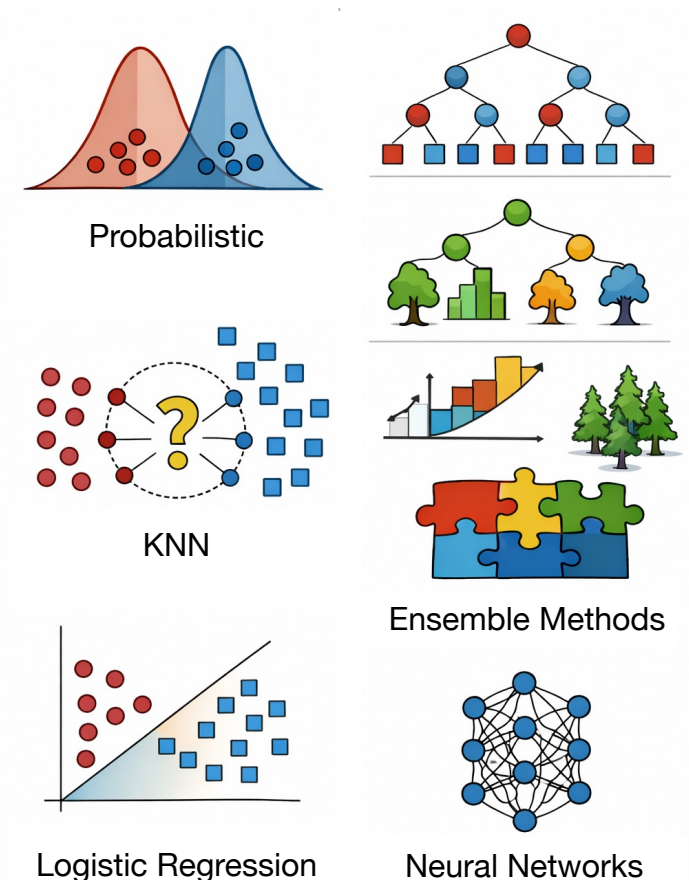 Probabilistic
?
KNN
Ensemble Methods
Logistic Regression
Neural Networks